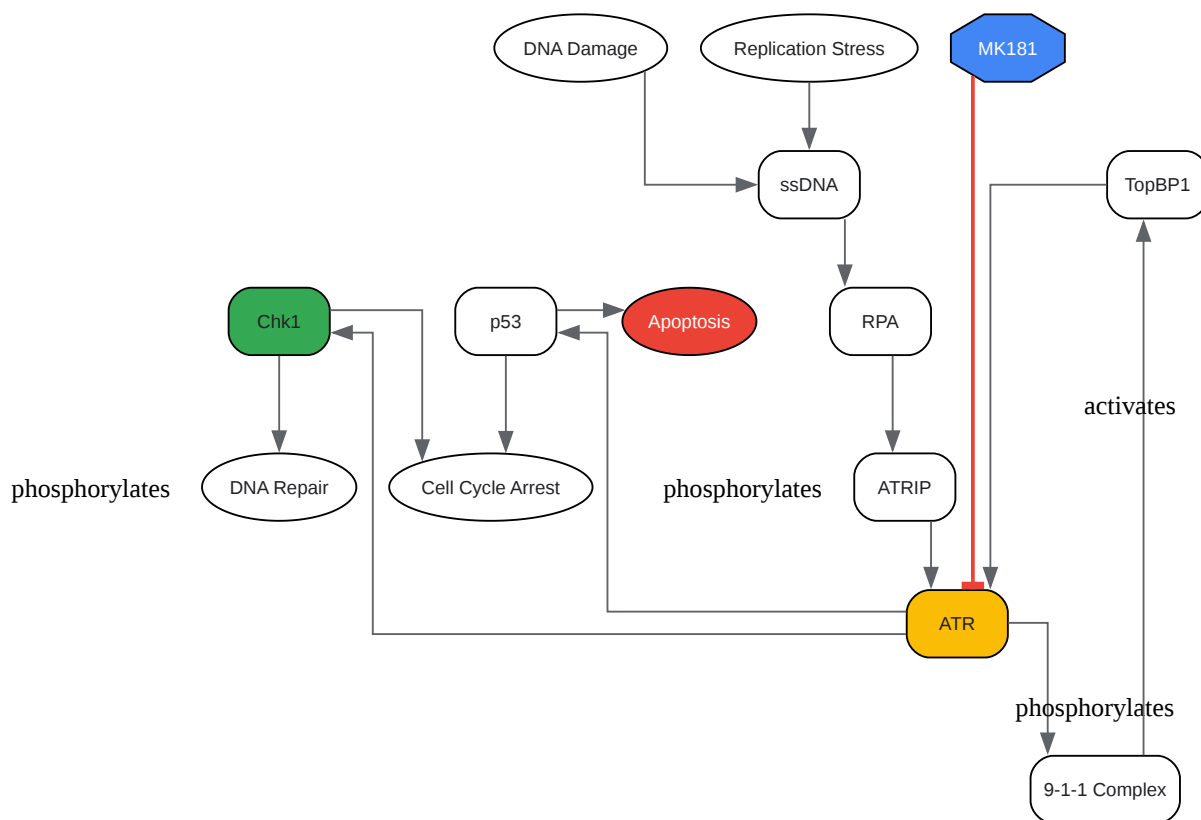 DNA Damage
Replication Stress
MK181
ssDNA
TopBP1
Chk1
p53
Apoptosis
RPA
activates
phosphorylates
DNA Repair
Cell Cycle Arrest
phosphorylates
ATRIP
ATR
phosphorylates
9-1-1 Complex